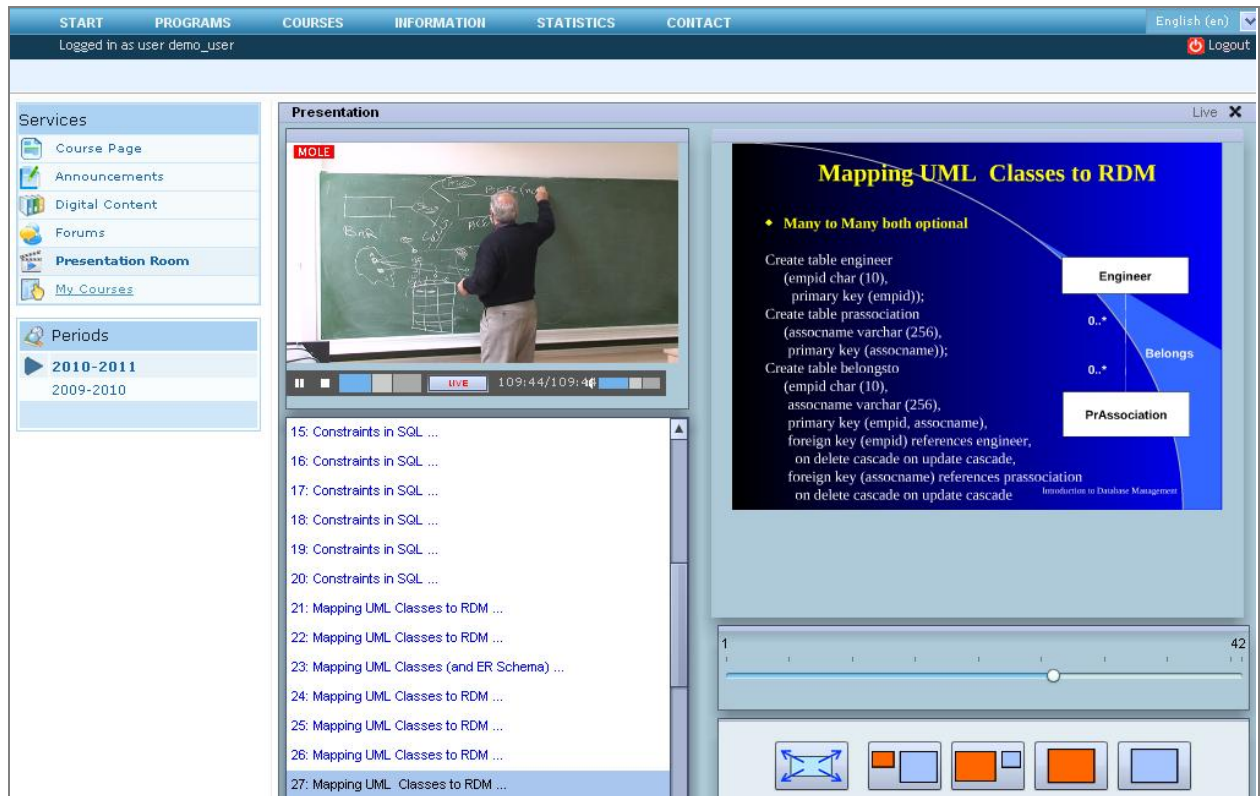 START PROGRAMS COURSES INFORMATION STATISTICS CONTACT English (en)
Logged in as user demo_user Logout
Services
Course Page
Announcements
Digital Content
Forums
Presentation Room
My Courses
Periods
2010-2011
2009-2010
Presentation Live
MOLE
LIVE 109:44/109:44
15: Constraints in SQL ...
16: Constraints in SQL ...
17: Constraints in SQL ...
18: Constraints in SQL ...
19: Constraints in SQL ...
20: Constraints in SQL ...
21: Mapping UML Classes to RDM ...
22: Mapping UML Classes to RDM ...
23: Mapping UML Classes (and ER Schema) ...
24: Mapping UML Classes to RDM ...
25: Mapping UML Classes to RDM ...
26: Mapping UML Classes to RDM ...
27: Mapping UML Classes to RDM ...
Mapping UML Classes to RDM
Many to Many both optional
Create table engineer
(empid char (10),
primary key (empid));
Create table prassociation
(assocname varchar (256),
primary key (assocname));
Create table belongsto
(empid char (10),
assocname varchar (256),
primary key (empid, assocname),
foreign key (empid) references engineer,
on delete cascade on update cascade,
foreign key (assocname) references prassociation
on delete cascade on update cascade
Engineer
0..*
Belongs
0..*
PrAssociation
Introduction to Database Management
1 42